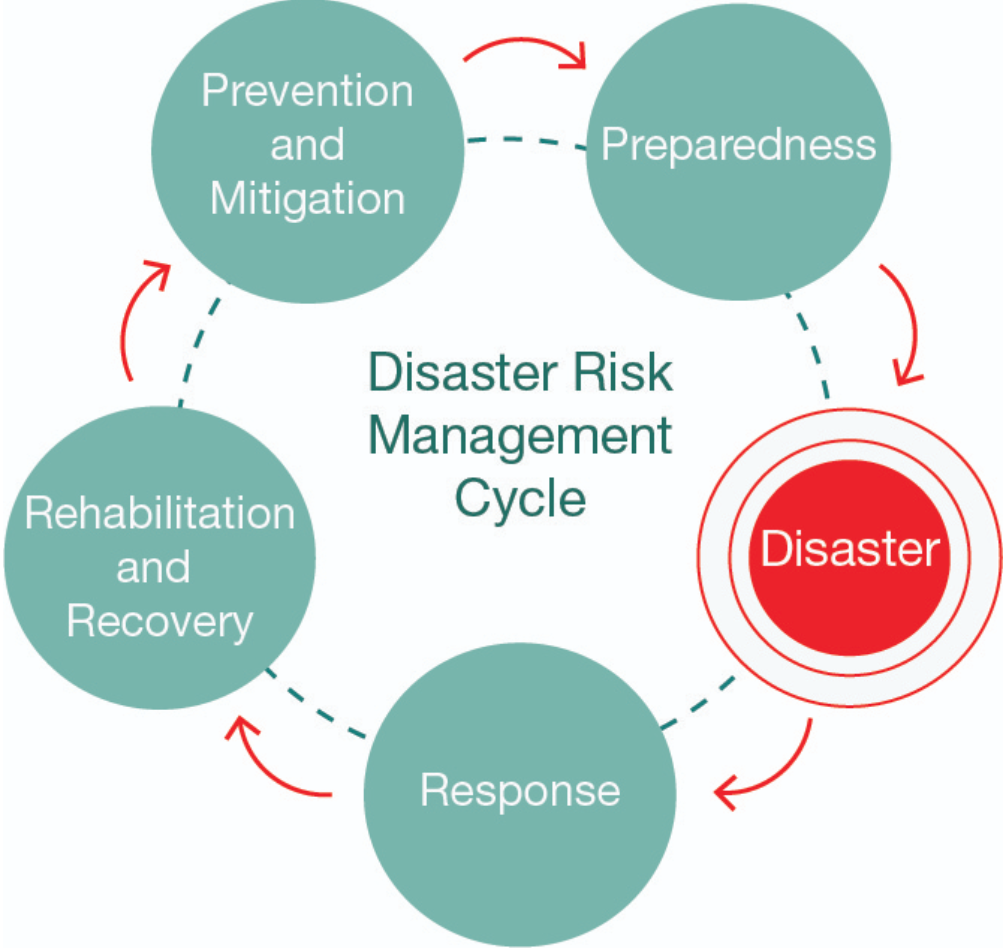 Prevention
and
Mitigation
Preparedness
Disaster Risk
Management
Cycle
Disaster
Response
Rehabilitation
and
Recovery